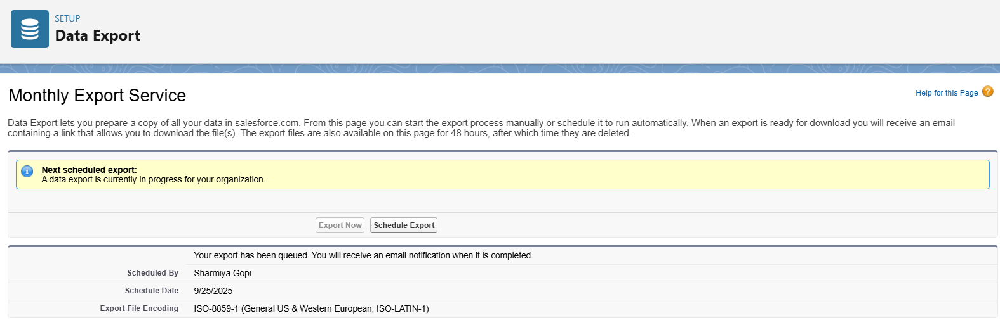 SETUP
Data Export
Monthly Export Service
Help for this Page ?
Data Export lets you prepare a copy of all your data in salesforce.com. From this page you can start the export process manually or schedule it to run automatically. When an export is ready for download you will receive an email
containing a link that allows you to download the file(s). The export files are also available on this page for 48 hours, after which time they are deleted.
i
Next scheduled export:
A data export is currently in progress for your organization.
Export Now Schedule Export
Your export has been queued. You will receive an email notification when it is completed.
Scheduled By Sharmiya Gopi
Schedule Date 9/25/2025
Export File Encoding ISO-8859-1 (General US & Western European, ISO-LATIN-1)